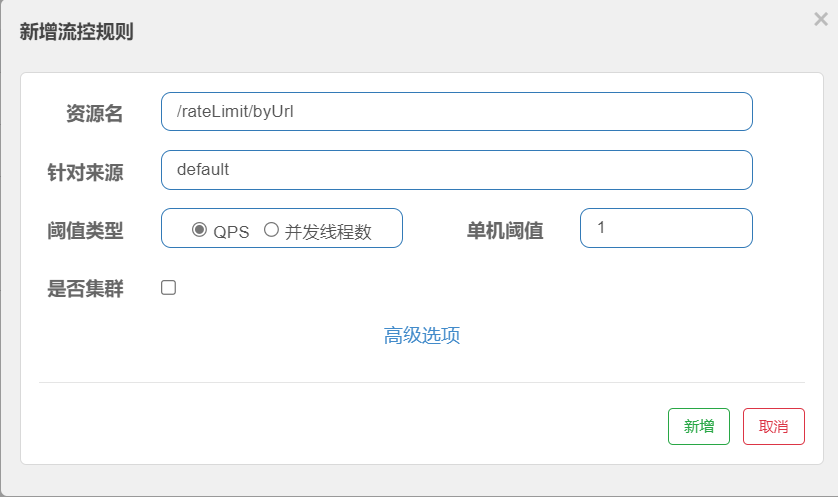 新增流控规则
×
资源名 /rateLimit/byUrl
针对来源 default
阈值类型 QPS 并发线程数 单机阈值 1
是否集群
高级选项
新增 取消